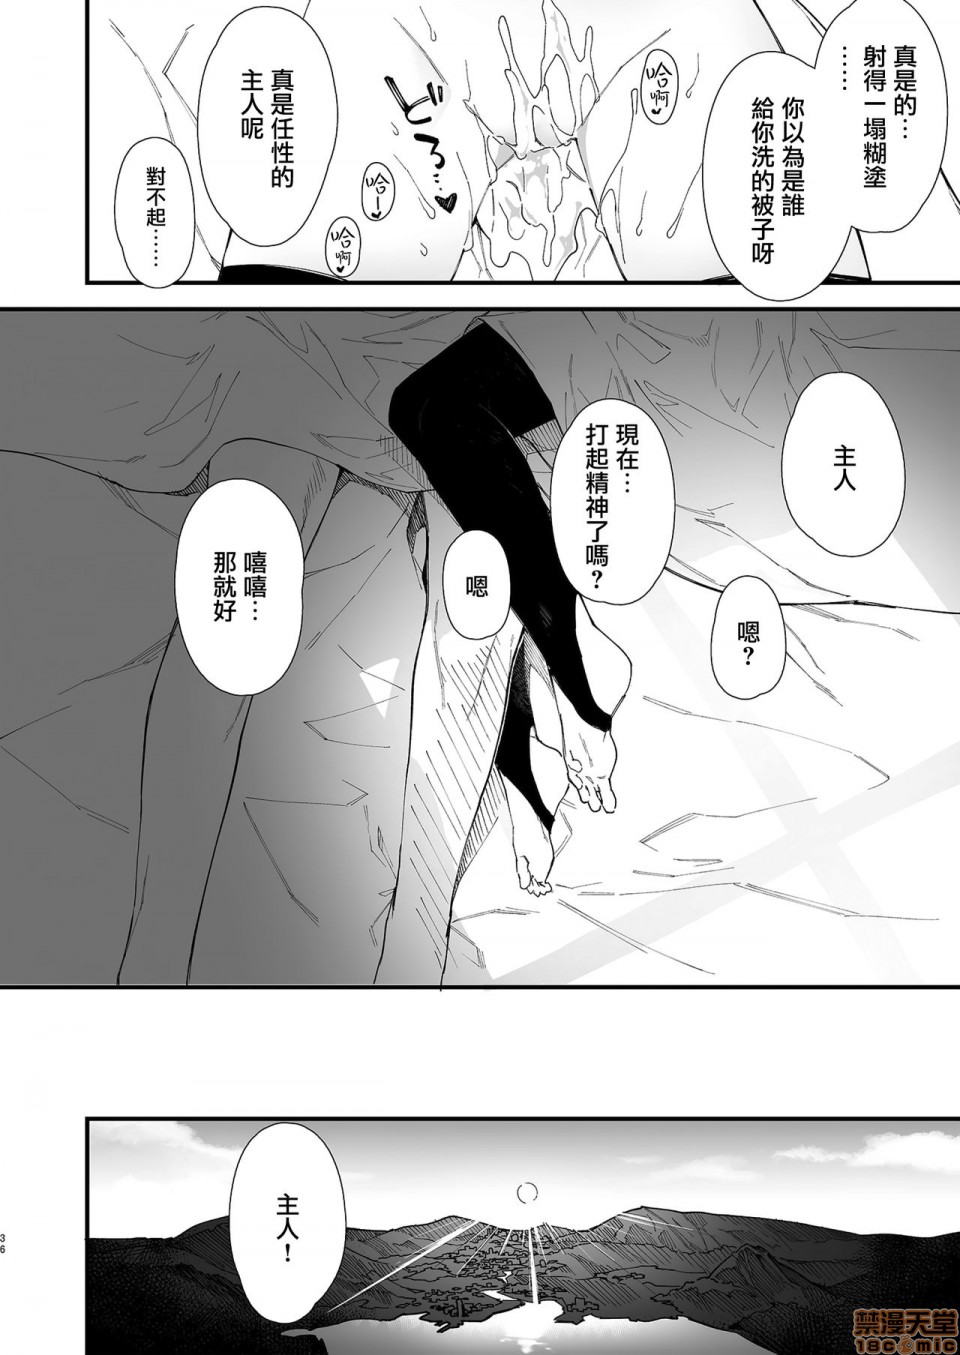 真是的…
射得一塌糊塗
……
你以為是誰
給你洗的被子呀
哈啊♥
どろ…♥
真是任性的
主人呢
哈ー♥
哈啊♥
對不起……
主人
嗯?
現在…
打起精神了嗎?
嗯
嘻嘻…
那就好
主人!
36
禁漫天堂
18comic